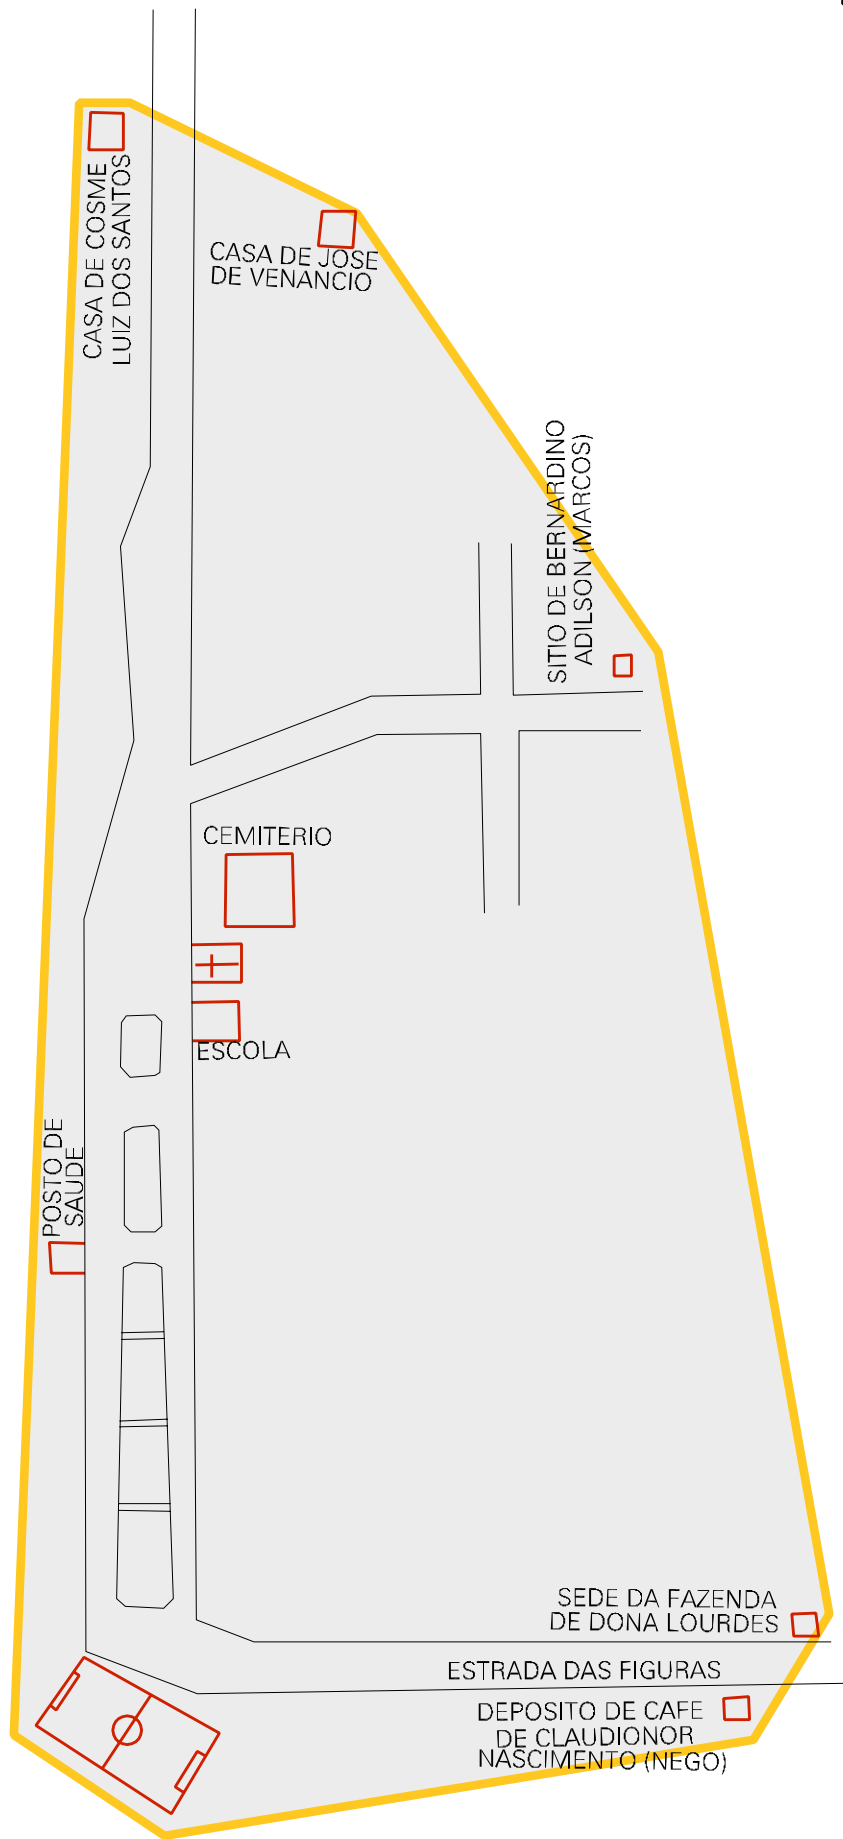 CASA DE COSME
LUIZ DOS SANTOS
CASA DE JOSE
DE VENANCIO
SITIO DE BERNARDINO
ADILSON (MARCOS)
CEMITERIO
ESCOLA
POSTO DE
SAUDE
SEDE DA FAZENDA
DE DONA LOURDES
ESTRADA DAS FIGURAS
DEPOSITO DE CAFE
DE CLAUDIONOR
NASCIMENTO (NEGO)